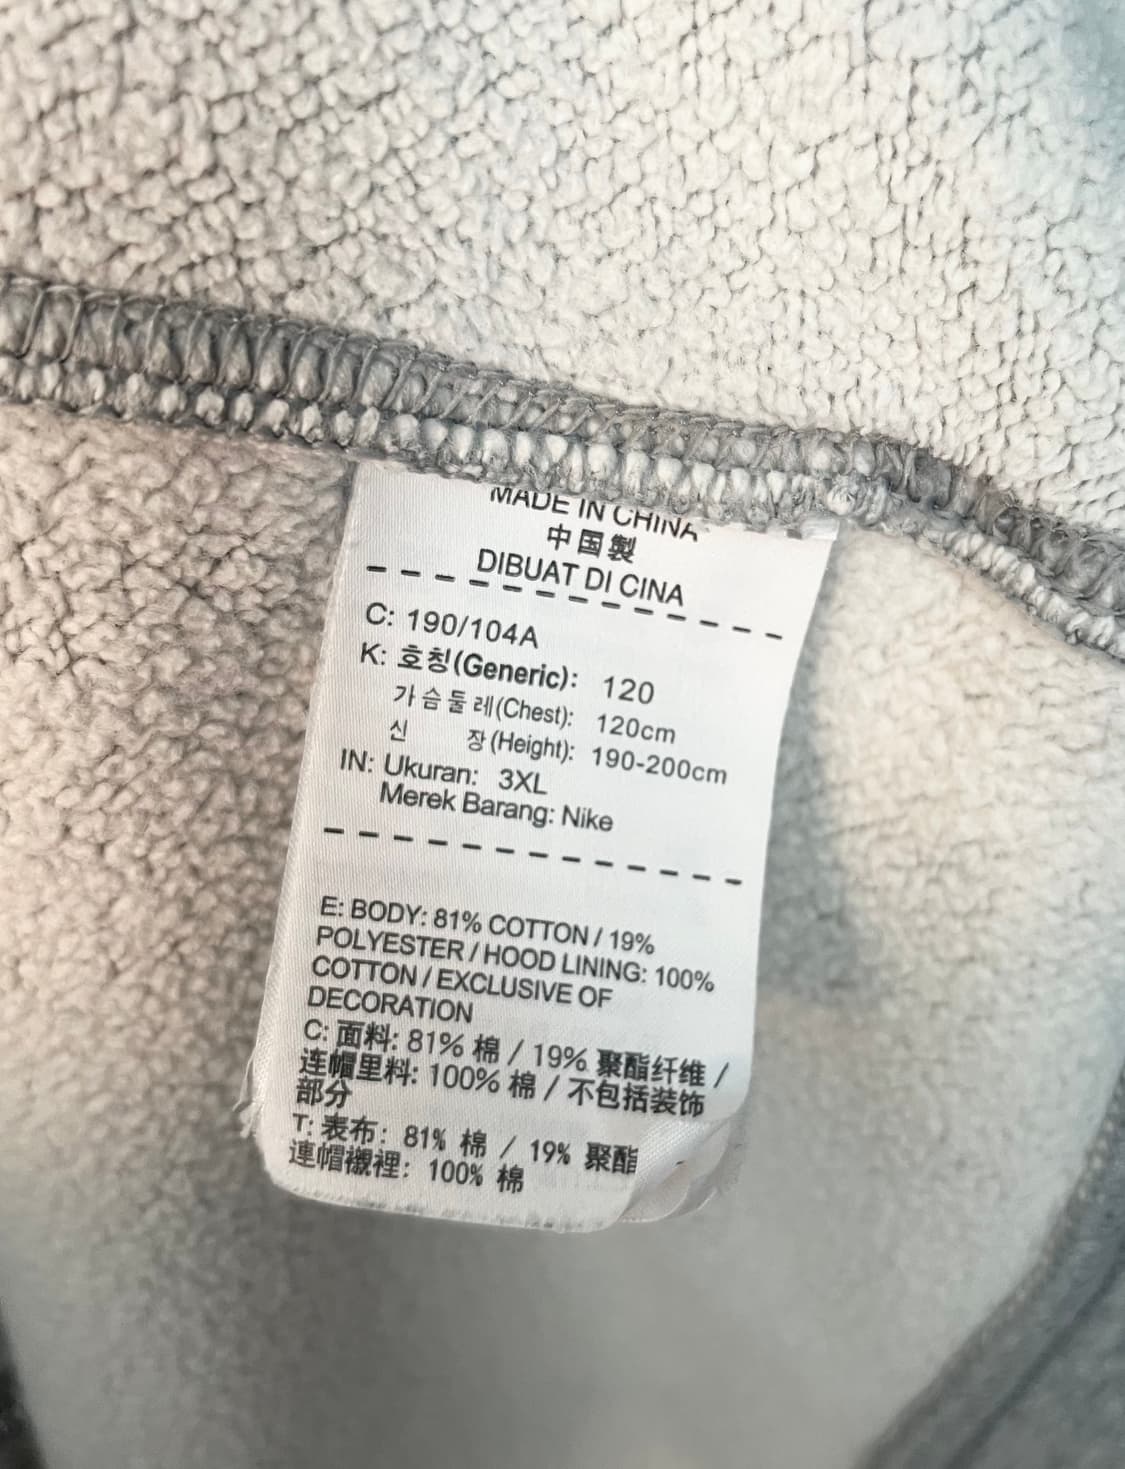 MADE IN CHINA
中国製
DIBUAT DI CINA
C: 190/104A
K: 호칭(Generic): 120
가슴둘레(Chest): 120cm
신 장(Height): 190-200cm
IN: Ukuran: 3XL
Merek Barang: Nike
E: BODY: 81% COTTON / 19%
POLYESTER / HOOD LINING: 100%
COTTON / EXCLUSIVE OF
DECORATION
C: 面料: 81% 棉 / 19% 聚酯纤维 /
连帽里料: 100% 棉 / 不包括装饰
部分
T: 表布: 81% 棉 / 19% 聚酯
連帽襯裡: 100% 棉